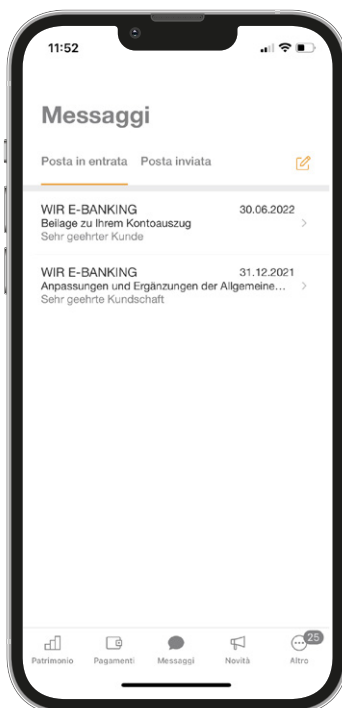 11:52
Messaggi
Posta in entrata Posta inviata
WIR E-BANKING 30.06.2022
Beilage zu Ihrem Kontoauszug
Sehr geehrter Kunde
WIR E-BANKING 31.12.2021
Anpassungen und Ergänzungen der Allgemeine...
Sehr geehrte Kundschaft
25
Patrimonio Pagamenti Messaggi Novità Altro